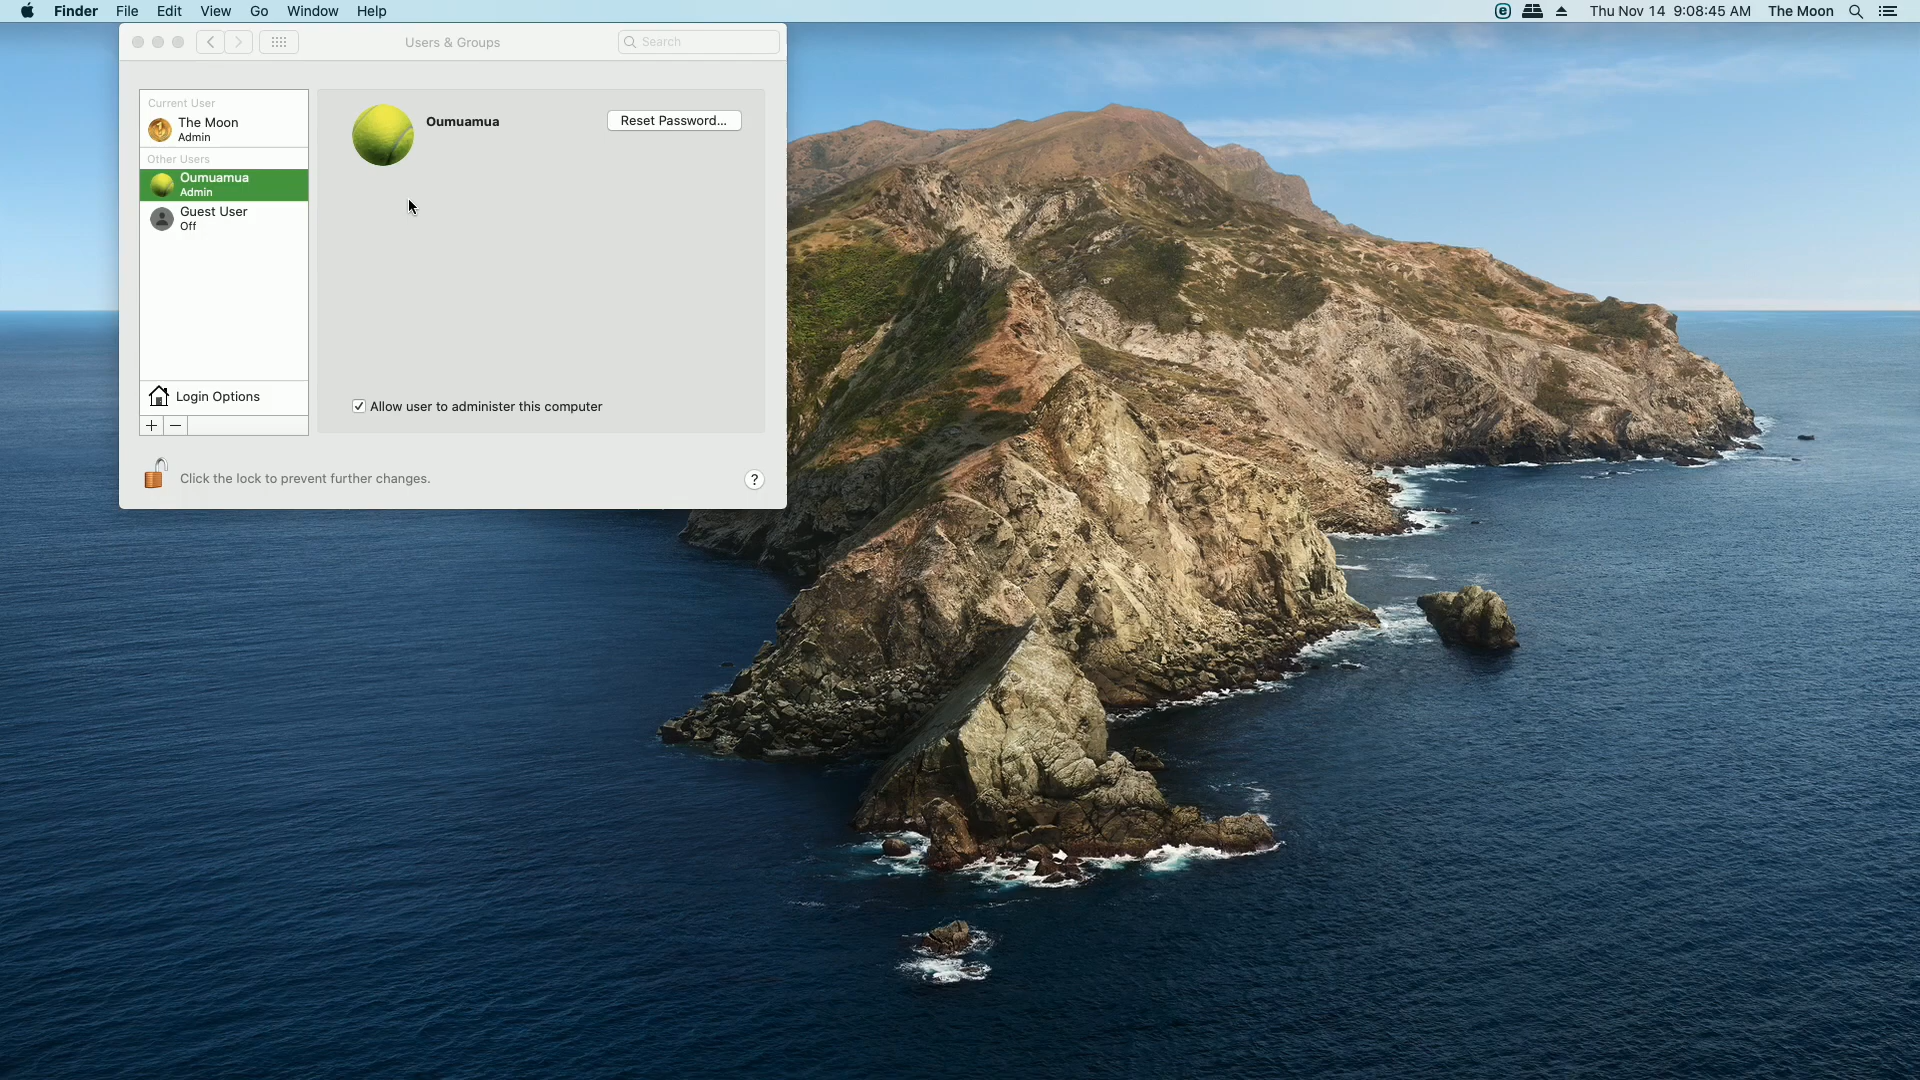 Finder File Edit View Go Window Help
Thu Nov 14 9:08:45 AM The Moon
Users & Groups
Search
Current User
The Moon
Admin
Other Users
Oumuamua
Admin
Guest User
Off
Login Options
Oumuamua
Reset Password...
Allow user to administer this computer
Click the lock to prevent further changes.
?